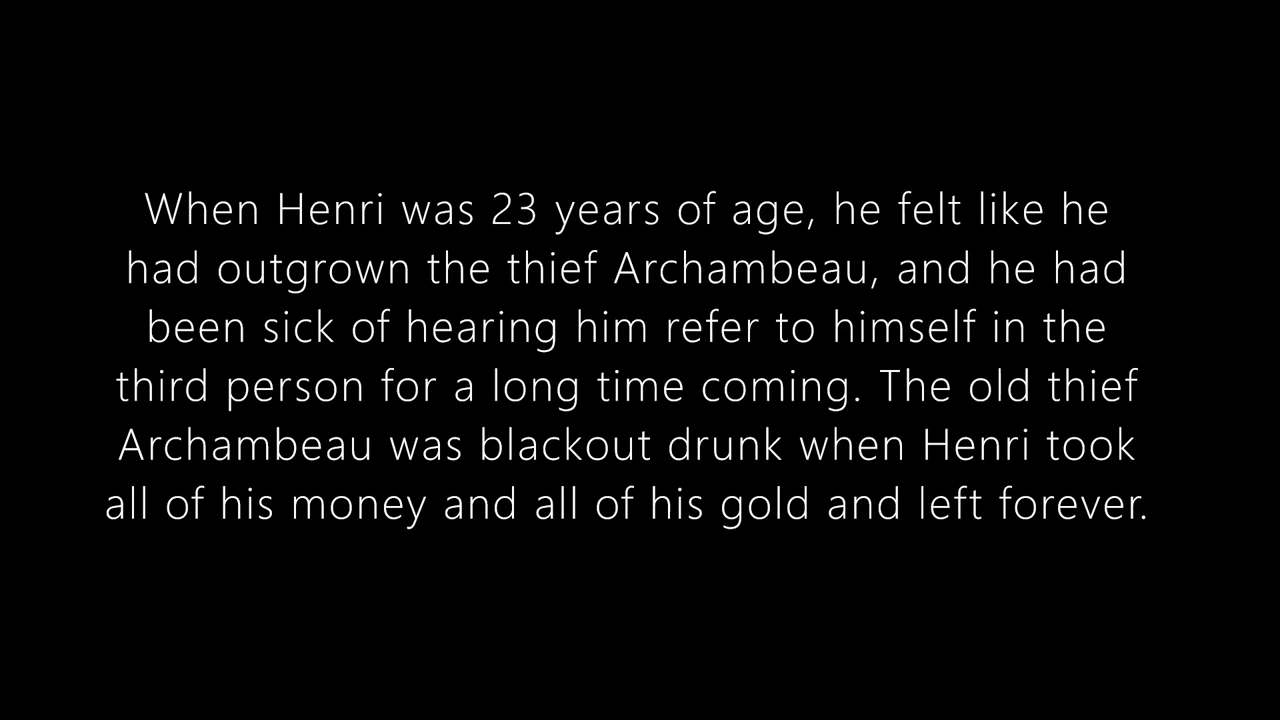 When Henri was 23 years of age, he felt like he
had outgrown the thief Archambeau, and he had
been sick of hearing him refer to himself in the
third person for a long time coming. The old thief
Archambeau was blackout drunk when Henri took
all of his money and all of his gold and left forever.